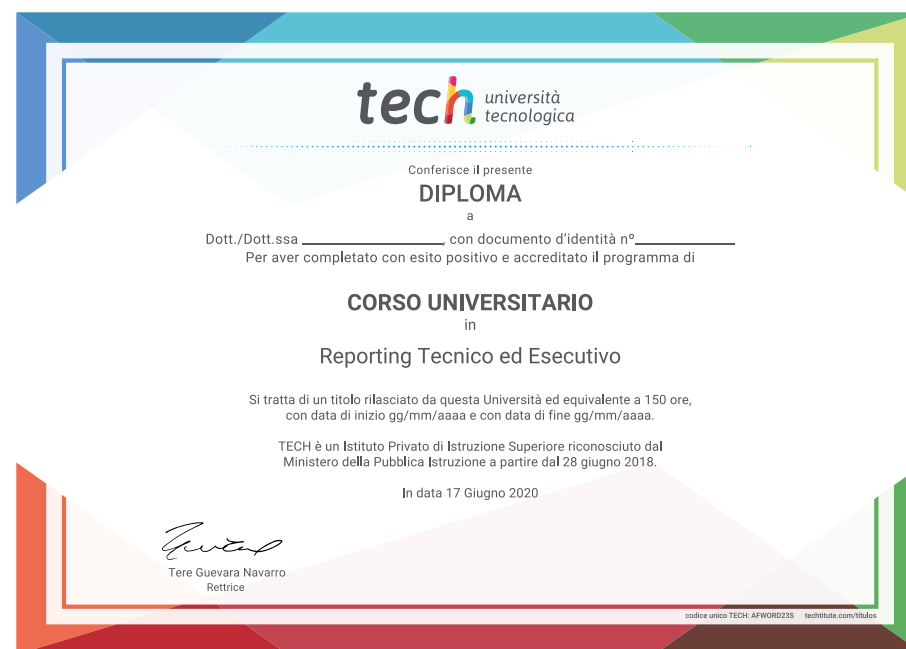 tech università
tecnologica
Conferisce il presente
DIPLOMA
a
Dott./Dott.ssa ____________________, con documento d'identità nº______________
Per aver completato con esito positivo e accreditato il programma di
CORSO UNIVERSITARIO
in
Reporting Tecnico ed Esecutivo
Si tratta di un titolo rilasciato da questa Università ed equivalente a 150 ore,
con data di inizio gg/mm/aaaa e con data di fine gg/mm/aaaa.
TECH è un Istituto Privato di Istruzione Superiore riconosciuto dal
Ministero della Pubblica Istruzione a partire dal 28 giugno 2018.
In data 17 Giugno 2020
Tere Guevara Navarro
Rettrice
codice unico TECH: AFWORD23S techtitute.com/titulos